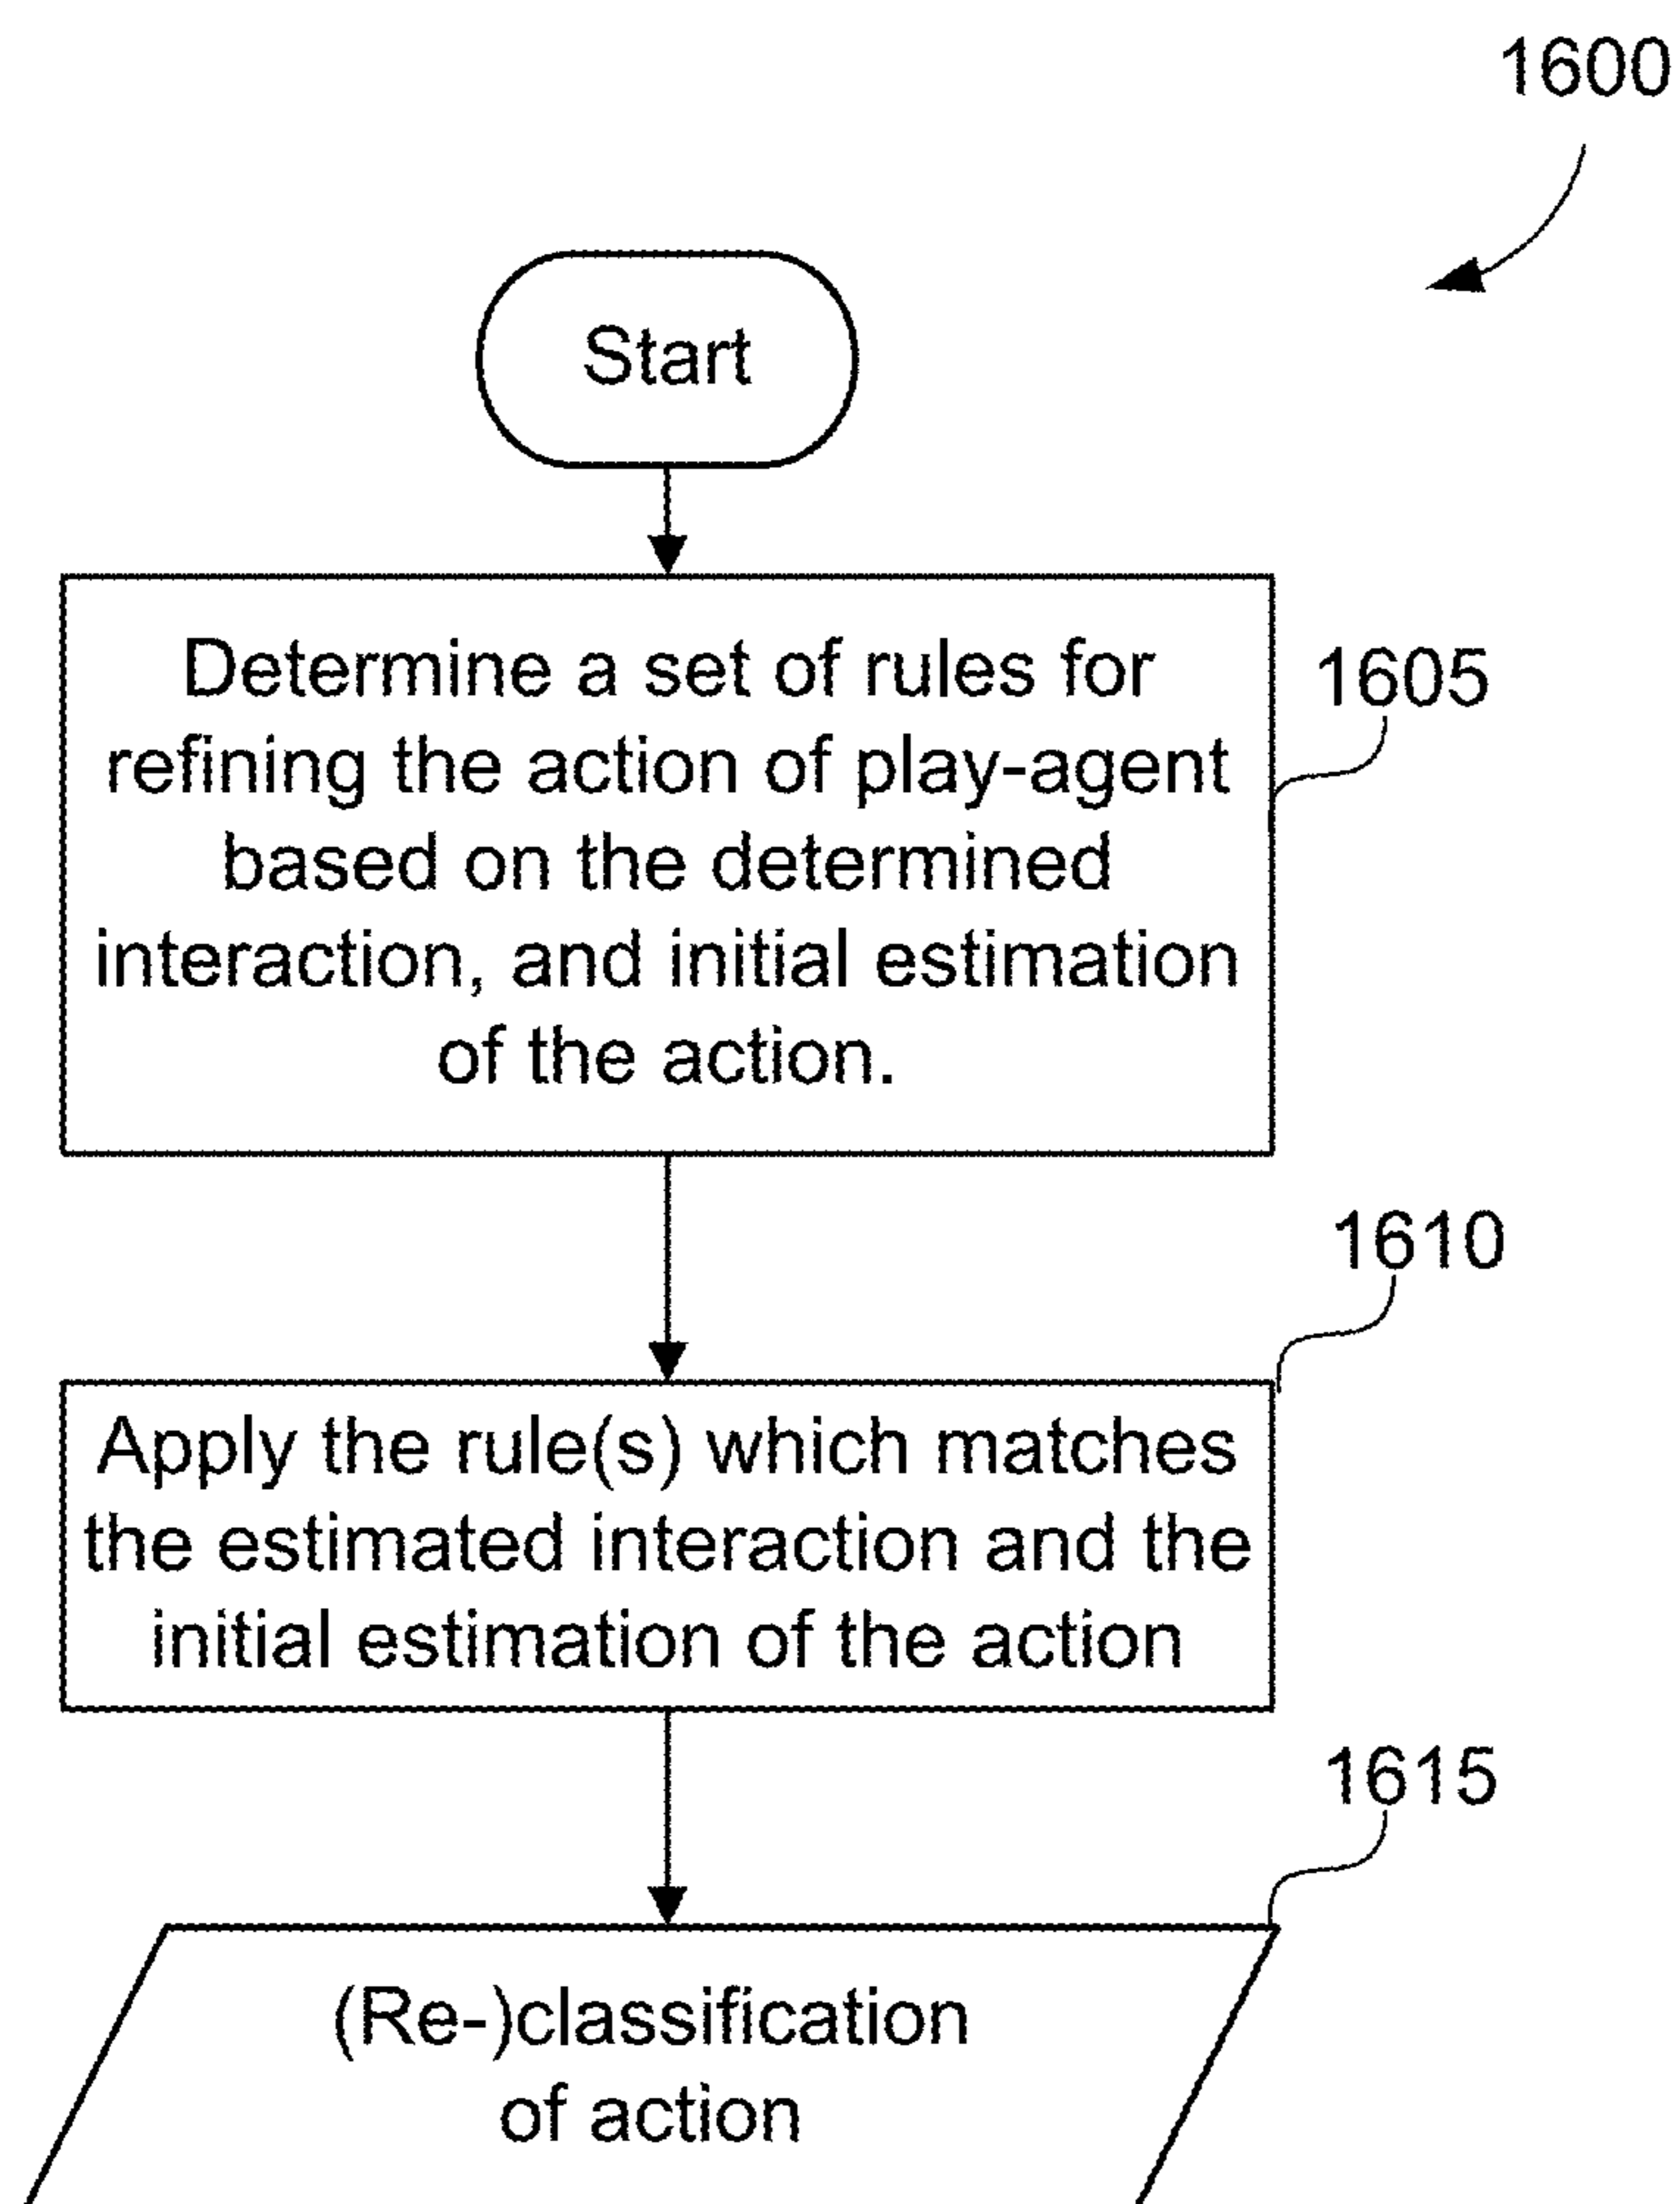 1600
Start
Determine a set of rules for
refining the action of play-agent
based on the determined
interaction, and initial estimation
of the action.
1605
1610
Apply the rule(s) which matches
the estimated interaction and the
initial estimation of the action
1615
(Re-)classification
of action